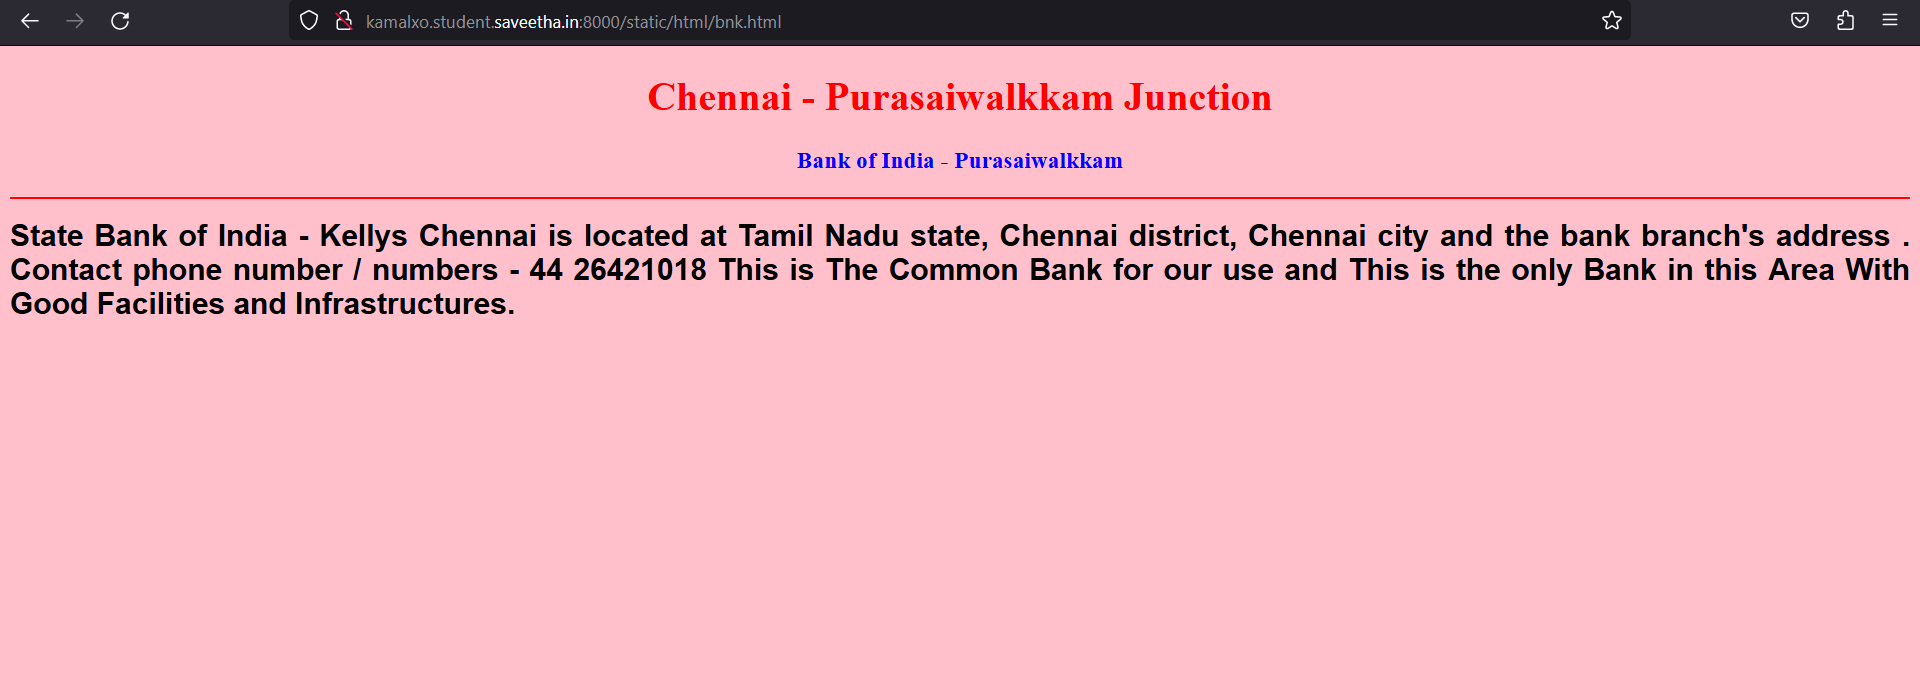 kamalxo.student.saveetha.in:8000/static/html/bnk.html
Chennai - Purasaiwalkkam Junction
Bank of India - Purasaiwalkkam
State Bank of India - Kellys Chennai is located at Tamil Nadu state, Chennai district, Chennai city and the bank branch's address .
Contact phone number / numbers - 44 26421018 This is The Common Bank for our use and This is the only Bank in this Area With
Good Facilities and Infrastructures.